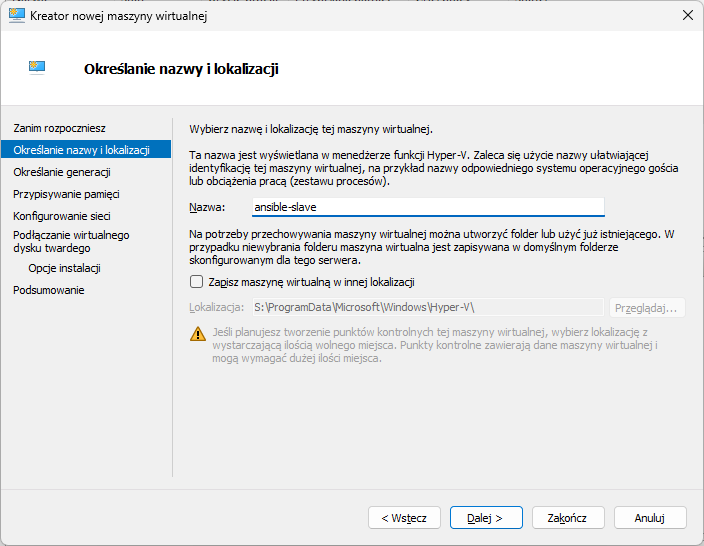 Kreator nowej maszyny wirtualnej
Określanie nazwy i lokalizacji
Zanim rozpoczniesz
Określanie nazwy i lokalizacji
Określanie generacji
Przypisywanie pamięci
Konfigurowanie sieci
Podłączanie wirtualnego
dysku twardego
Opcje instalacji
Podsumowanie
Wybierz nazwę i lokalizację tej maszyny wirtualnej.
Ta nazwa jest wyświetlana w menedżerze funkcji Hyper-V. Zaleca się użycie nazwy ułatwiającej
identyfikację tej maszyny wirtualnej, na przykład nazwy odpowiedniego systemu operacyjnego gościa
lub obciążenia pracą (zestawu procesów).
Nazwa: ansible-slave
Na potrzeby przechowywania maszyny wirtualnej można utworzyć folder lub użyć już istniejącego. W
przypadku niewybrania folderu maszyna wirtualna jest zapisywana w domyślnym folderze
skonfigurowanym dla tego serwera.
Zapisz maszynę wirtualną w innej lokalizacji
Lokalizacja: S:\ProgramData\Microsoft\Windows\Hyper-V\ Przeglądaj...
Jeśli planujesz tworzenie punktów kontrolnych tej maszyny wirtualnej, wybierz lokalizację z
wystarczającą ilością wolnego miejsca. Punkty kontrolne zawierają dane maszyny wirtualnej i
mogą wymagać dużej ilości miejsca.
< Wstecz Dalej > Zakończ Anuluj